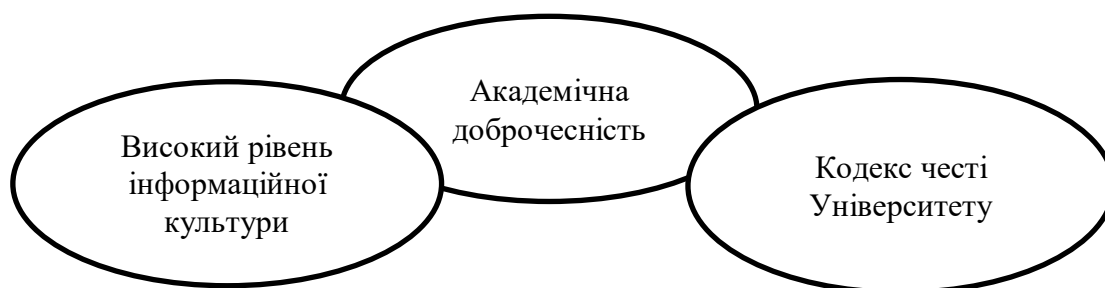 Академічна
доброчесність
Високий рівень
інформаційної
культури
Кодекс честі
Університету